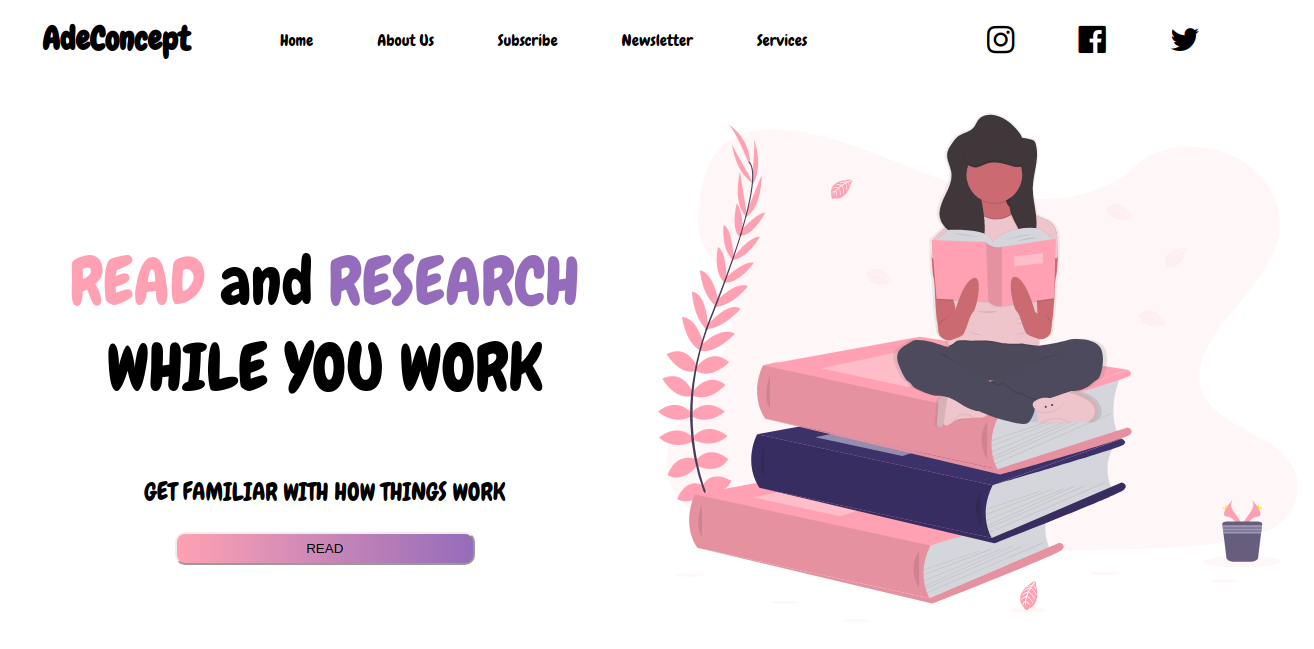 AdeConcept Home About Us Subscribe Newsletter Services
READ and RESEARCH
WHILE YOU WORK
GET FAMILIAR WITH HOW THINGS WORK
READ